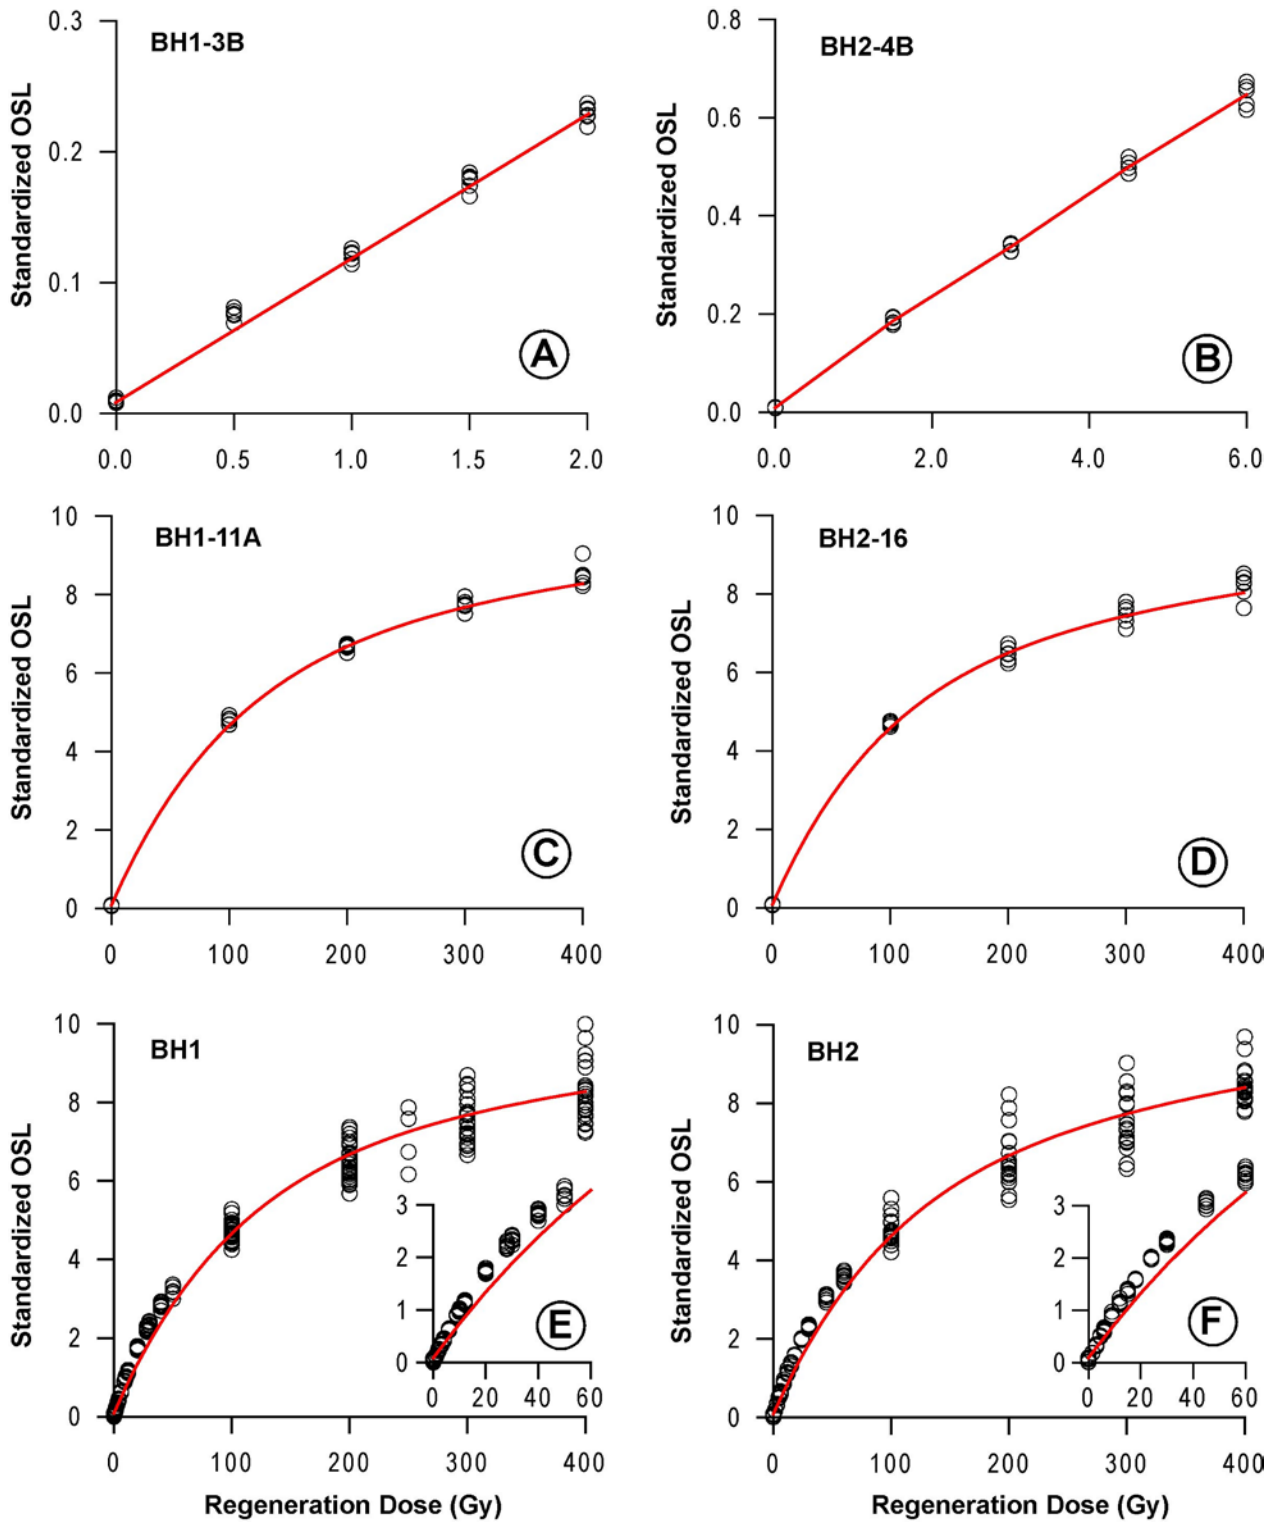 0.3
BH1-3B
0.2
0.1
0.0
Standardized OSL
A
0.0 0.5 1.0 1.5 2.0
0.8
BH2-4B
0.6
0.4
0.2
0.0
Standardized OSL
B
0.0 2.0 4.0 6.0
10
BH1-11A
8
6
4
2
0
Standardized OSL
C
0 100 200 300 400
10
BH2-16
8
6
4
2
0
Standardized OSL
D
0 100 200 300 400
10
BH1
8
6
4
2
0
Standardized OSL
3
2
1
0
0 20 40 60
E
0 100 200 300 400
Regeneration Dose (Gy)
10
BH2
8
6
4
2
0
Standardized OSL
3
2
1
0
0 20 40 60
F
0 100 200 300 400
Regeneration Dose (Gy)